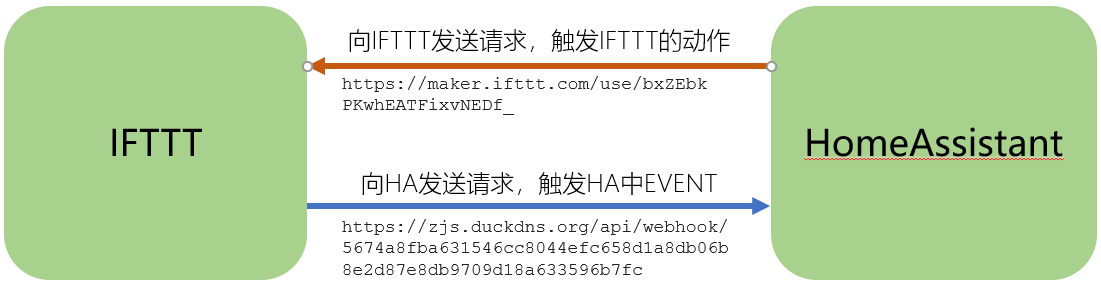 向IFTTT发送请求，触发IFTTT的动作
https://maker.ifttt.com/use/bxZEbk
PKwhEATFixvNEDf_
IFTTT
HomeAssistant
向HA发送请求，触发HA中EVENT
https://zjs.duckdns.org/api/webhook/
5674a8fba631546cc8044efc658d1a8db06b
8e2d87e8db9709d18a633596b7fc